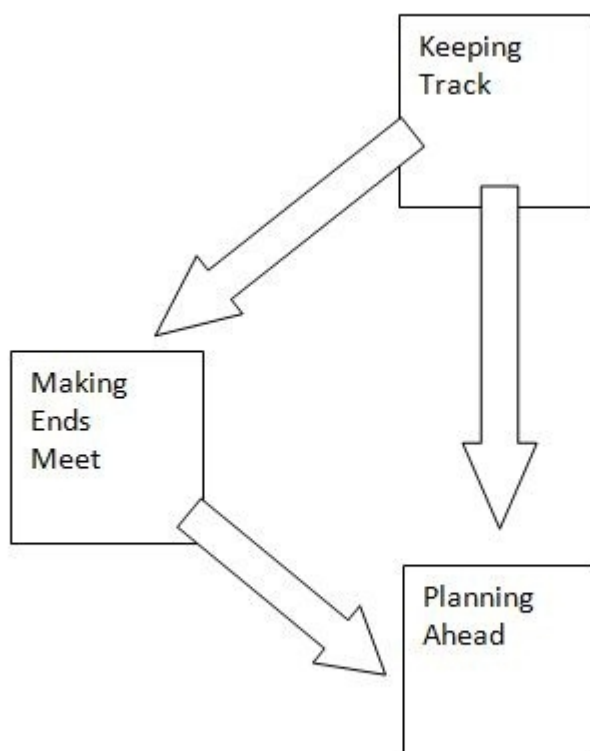 Keeping
Track
Making
Ends
Meet
Planning
Ahead